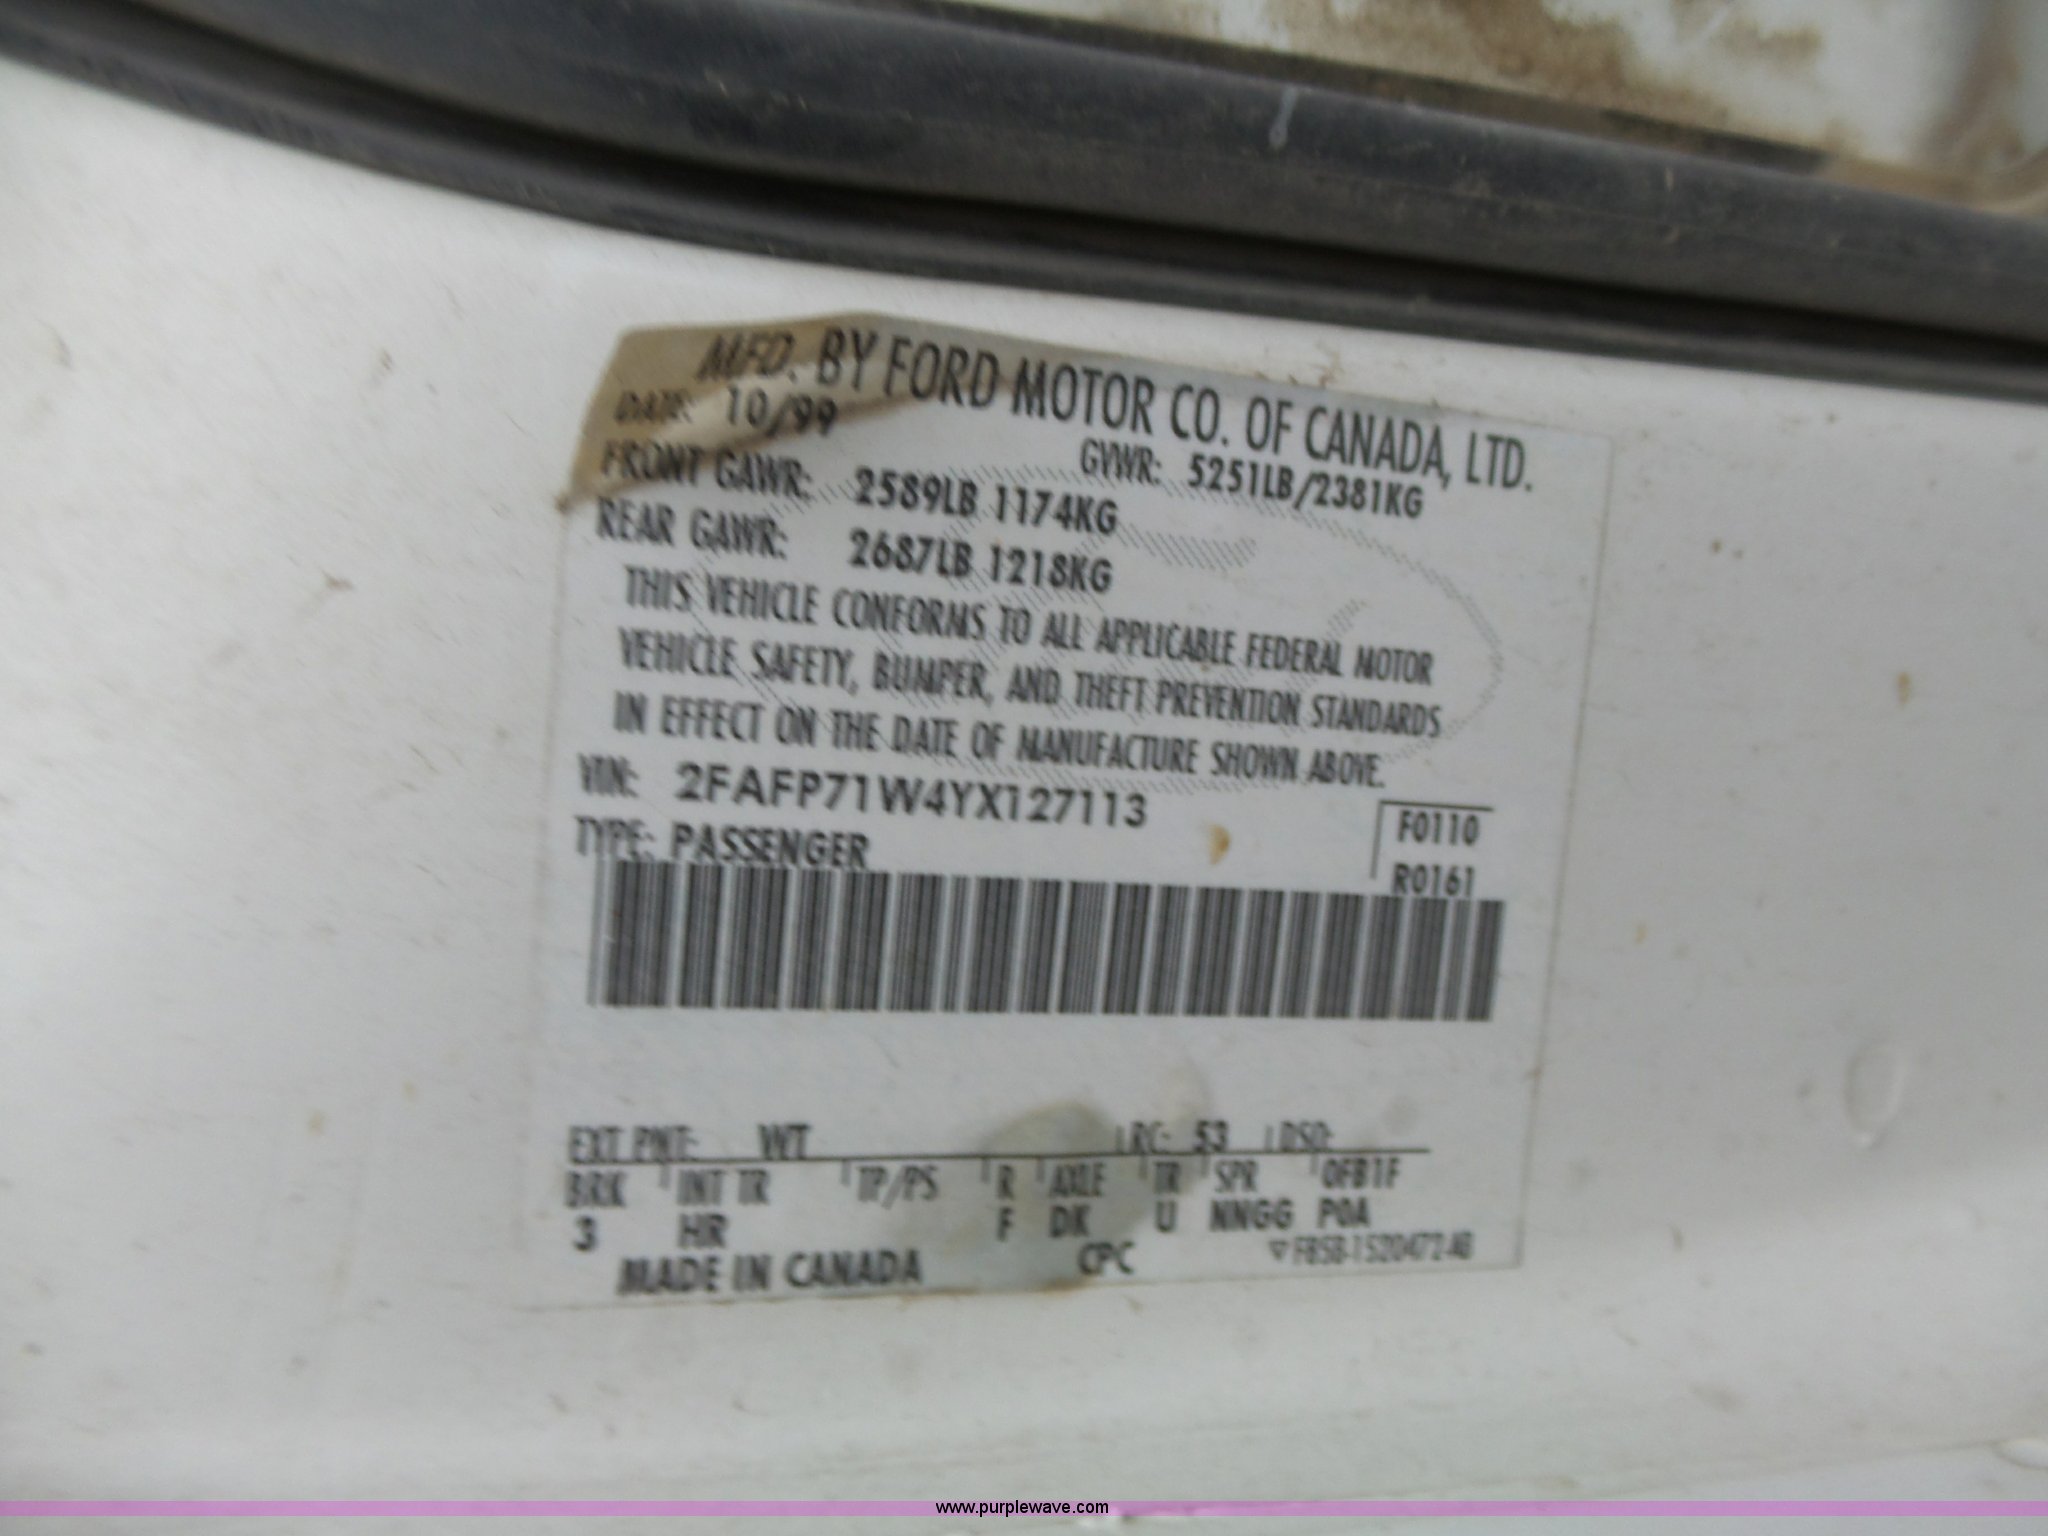 MFD. BY FORD MOTOR CO. OF CANADA, LTD.
DATE: 10/99
GVWR: 5251LB/2381KG
FRONT GAWR: 2589LB 1174KG
REAR GAWR: 2687LB 1218KG
THIS VEHICLE CONFORMS TO ALL APPLICABLE FEDERAL MOTOR
VEHICLE SAFETY, BUMPER, AND THEFT PREVENTION STANDARDS
IN EFFECT ON THE DATE OF MANUFACTURE SHOWN ABOVE.
VIN: 2FAFP71W4YX127113
TYPE: PASSENGER
F0110
R0161
EXT PNT: WT RC: 53 DSO:
BRK INT TR TP/PS R AXLE TR SPR 0FB1F
3 HR F DK U NNGG P0A
MADE IN CANADA CPC F85B-1520472-AB
www.purplewave.com